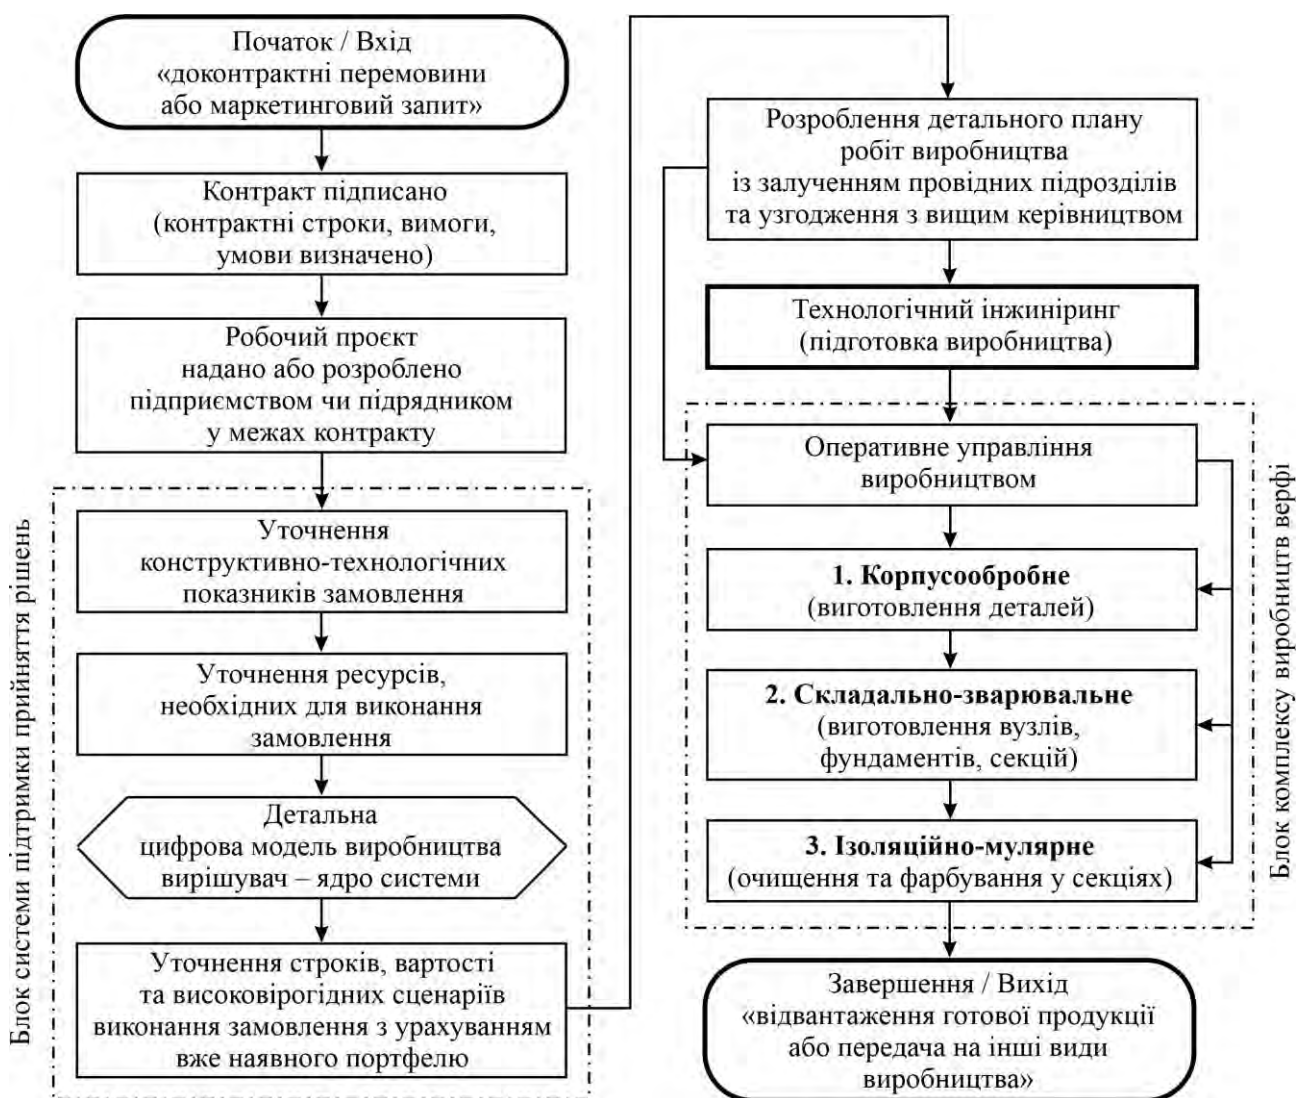 Початок / Вхід
«доконтрактні перемовини
або маркетинговий запит»
Контракт підписано
(контрактні строки, вимоги,
умови визначено)
Робочий проєкт
надано або розроблено
підприємством чи підрядником
у межах контракту
Блок системи підтримки прийняття рішень
Уточнення
конструктивно-технологічних
показників замовлення
Уточнення ресурсів,
необхідних для виконання
замовлення
Детальна
цифрова модель виробництва
вирішувач – ядро системи
Уточнення строків, вартості
та високовірогідних сценаріїв
виконання замовлення з урахуванням
вже наявного портфелю
Розроблення детального плану
робіт виробництва
із залученням провідних підрозділів
та узгодження з вищим керівництвом
Технологічний інжиніринг
(підготовка виробництва)
Блок комплексу виробництв верфі
Оперативне управління
виробництвом
1. Корпусообробне
(виготовлення деталей)
2. Складально-зварювальне
(виготовлення вузлів,
фундаментів, секцій)
3. Ізоляційно-мулярне
(очищення та фарбування у секціях)
Завершення / Вихід
«відвантаження готової продукції
або передача на інші види
виробництва»